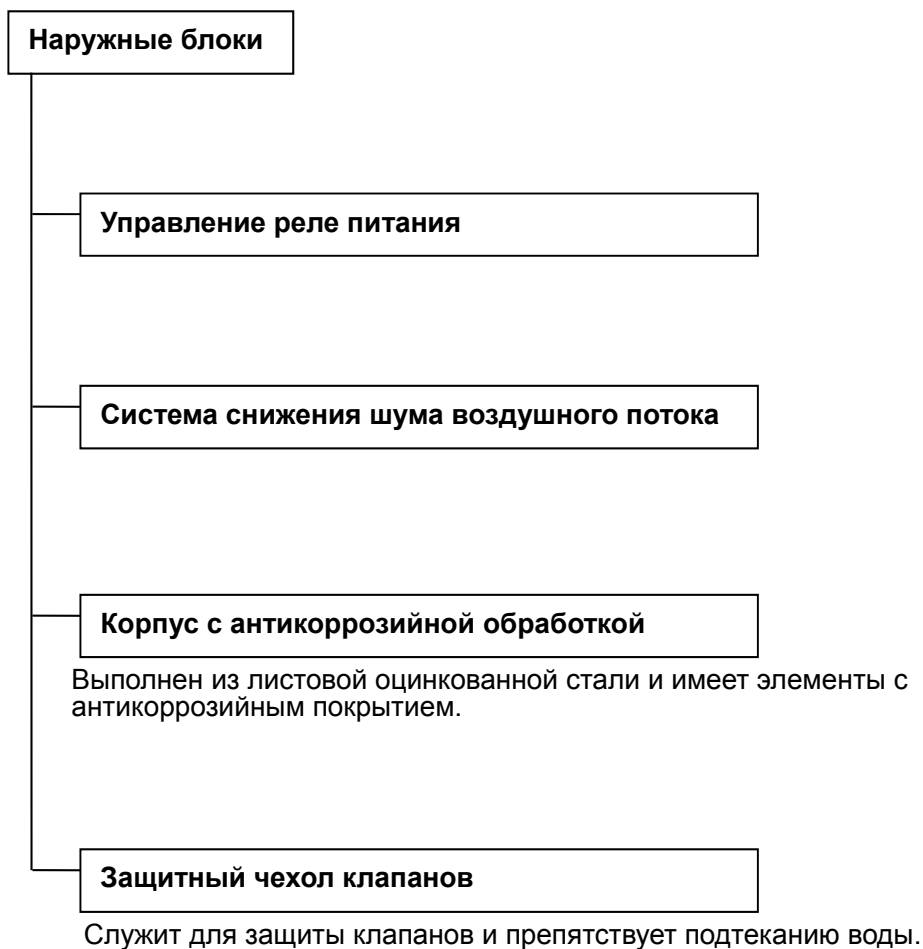 Наружные блоки
Управление реле питания
Система снижения шума воздушного потока
Корпус с антикоррозийной обработкой
Выполнен из листовой оцинкованной стали и имеет элементы с
антикоррозийным покрытием.
Защитный чехол клапанов
Служит для защиты клапанов и препятствует подтеканию воды.